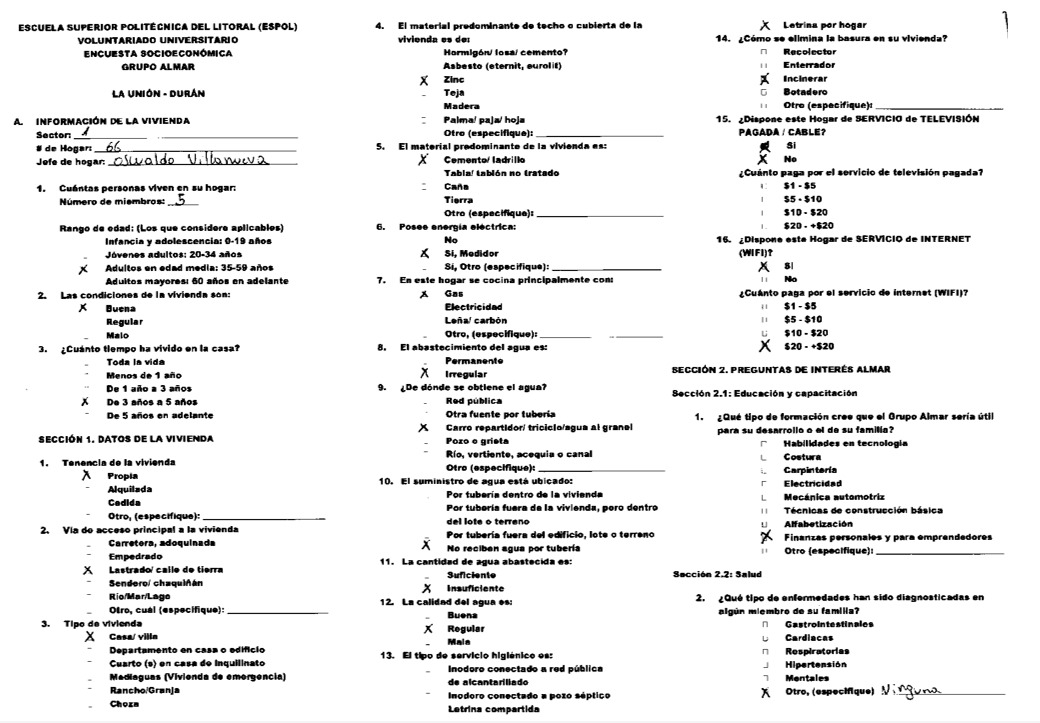 ESCUELA SUPERIOR POLITÉCNICA DEL LITORAL (ESPOL)
VOLUNTARIADO UNIVERSITARIO
ENCUESTA SOCIOECONÓMICA
GRUPO ALMAR
LA UNIÓN - DURÁN
A. INFORMACIÓN DE LA VIVIENDA
Sector: 1
# de Hogar: 66
Jefe de hogar: Oswaldo Villanueva
1. Cuántas personas viven en su hogar:
Número de miembros: 5
Rango de edad: (Los que considere aplicables)
Infancia y adolescencia: 0-19 años
Jóvenes adultos: 20-34 años
X Adultos en edad media: 35-59 años
Adultos mayores: 60 años en adelante
2. Las condiciones de la vivienda son:
X Buena
Regular
Malo
3. ¿Cuánto tiempo ha vivido en la casa?
Toda la vida
Menos de 1 año
De 1 año a 3 años
X De 3 años a 5 años
De 5 años en adelante
SECCIÓN 1. DATOS DE LA VIVIENDA
1. Tenencia de la vivienda
X Propia
Alquilada
Cedida
Otro, (especifique):
2. Vía de acceso principal a la vivienda
Carretera, adoquinada
Empedrado
X Lastrado/ calle de tierra
Sendero/ chaquiñán
Río/Mar/Lago
Otro, cuál (especifique):
3. Tipo de vivienda
X Casa/ villa
Departamento en casa o edificio
Cuarto (s) en casa de inquilinato
Mediaguas (Vivienda de emergencia)
Rancho/Granja
Choza
4. El material predominante de techo o cubierta de la
vivienda es de:
Hormigón/ losa/ cemento?
Asbesto (eternit, eurolit)
X Zinc
Teja
Madera
Palma/ paja/ hoja
Otro (especifique):
5. El material predominante de la vivienda es:
X Cemento/ ladrillo
Tabla/ tablón no tratado
Caña
Tierra
Otro (especifique):
6. Posee energía eléctrica:
No
X Sí, Medidor
Sí, Otro (especifique):
7. En este hogar se cocina principalmente con:
X Gas
Electricidad
Leña/ carbón
Otro, (especifique):
8. El abastecimiento del agua es:
Permanente
X Irregular
9. ¿De dónde se obtiene el agua?
Red pública
Otra fuente por tubería
X Carro repartidor/ triciclo/agua al granel
Pozo o grieta
Río, vertiente, acequia o canal
Otro (especifique):
10. El suministro de agua está ubicado:
Por tubería dentro de la vivienda
Por tubería fuera de la vivienda, pero dentro
del lote o terreno
Por tubería fuera del edificio, lote o terreno
X No reciben agua por tubería
11. La cantidad de agua abastecida es:
Suficiente
X Insuficiente
12. La calidad del agua es:
Buena
X Regular
Mala
13. El tipo de servicio higiénico es:
Inodoro conectado a red pública
de alcantarillado
Inodoro conectado a pozo séptico
Letrina compartida
X Letrina por hogar
14. ¿Cómo se elimina la basura en su vivienda?
Recolector
Enterrador
X Incinerar
Botadero
Otro (especifique):
15. ¿Dispone este Hogar de SERVICIO de TELEVISIÓN
PAGADA / CABLE?
Si
X No
¿Cuánto paga por el servicio de televisión pagada?
$1 - $5
$5 - $10
$10 - $20
$20 - +$20
16. ¿Dispone este Hogar de SERVICIO de INTERNET
(WIFI)?
X Si
No
¿Cuánto paga por el servicio de internet (WIFI)?
$1 - $5
$5 - $10
$10 - $20
X $20 - +$20
SECCIÓN 2. PREGUNTAS DE INTERÉS ALMAR
Sección 2.1: Educación y capacitación
1. ¿Qué tipo de formación cree que el Grupo Almar sería útil
para su desarrollo o el de su familia?
Habilidades en tecnología
Costura
Carpintería
Electricidad
Mecánica automotriz
Técnicas de construcción básica
Alfabetización
X Finanzas personales y para emprendedores
Otro (especifique):
Sección 2.2: Salud
2. ¿Qué tipo de enfermedades han sido diagnosticadas en
algún miembro de su familia?
Gastrointestinales
Cardiacas
Respiratorias
Hipertensión
Mentales
X Otro, (especifique) Ninguna